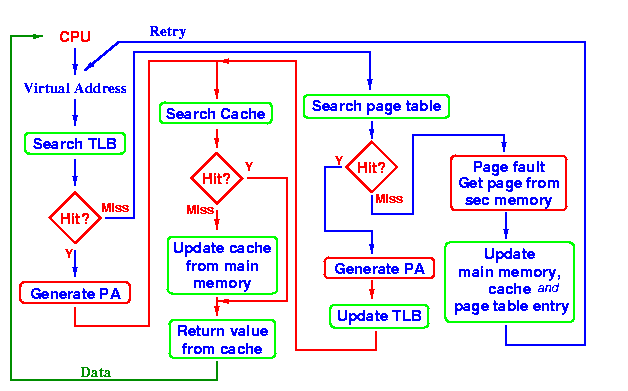 Retry
CPU
Virtual Address
Search TLB
Hit?
Miss
Y
Generate PA
Search Cache
Hit?
Y
Miss
Update cache
from main
memory
Return value
from cache
Data
Search page table
Y
Hit?
Miss
Generate PA
Update TLB
Page fault
Get page from
sec memory
Update
main memory,
cache and
page table entry